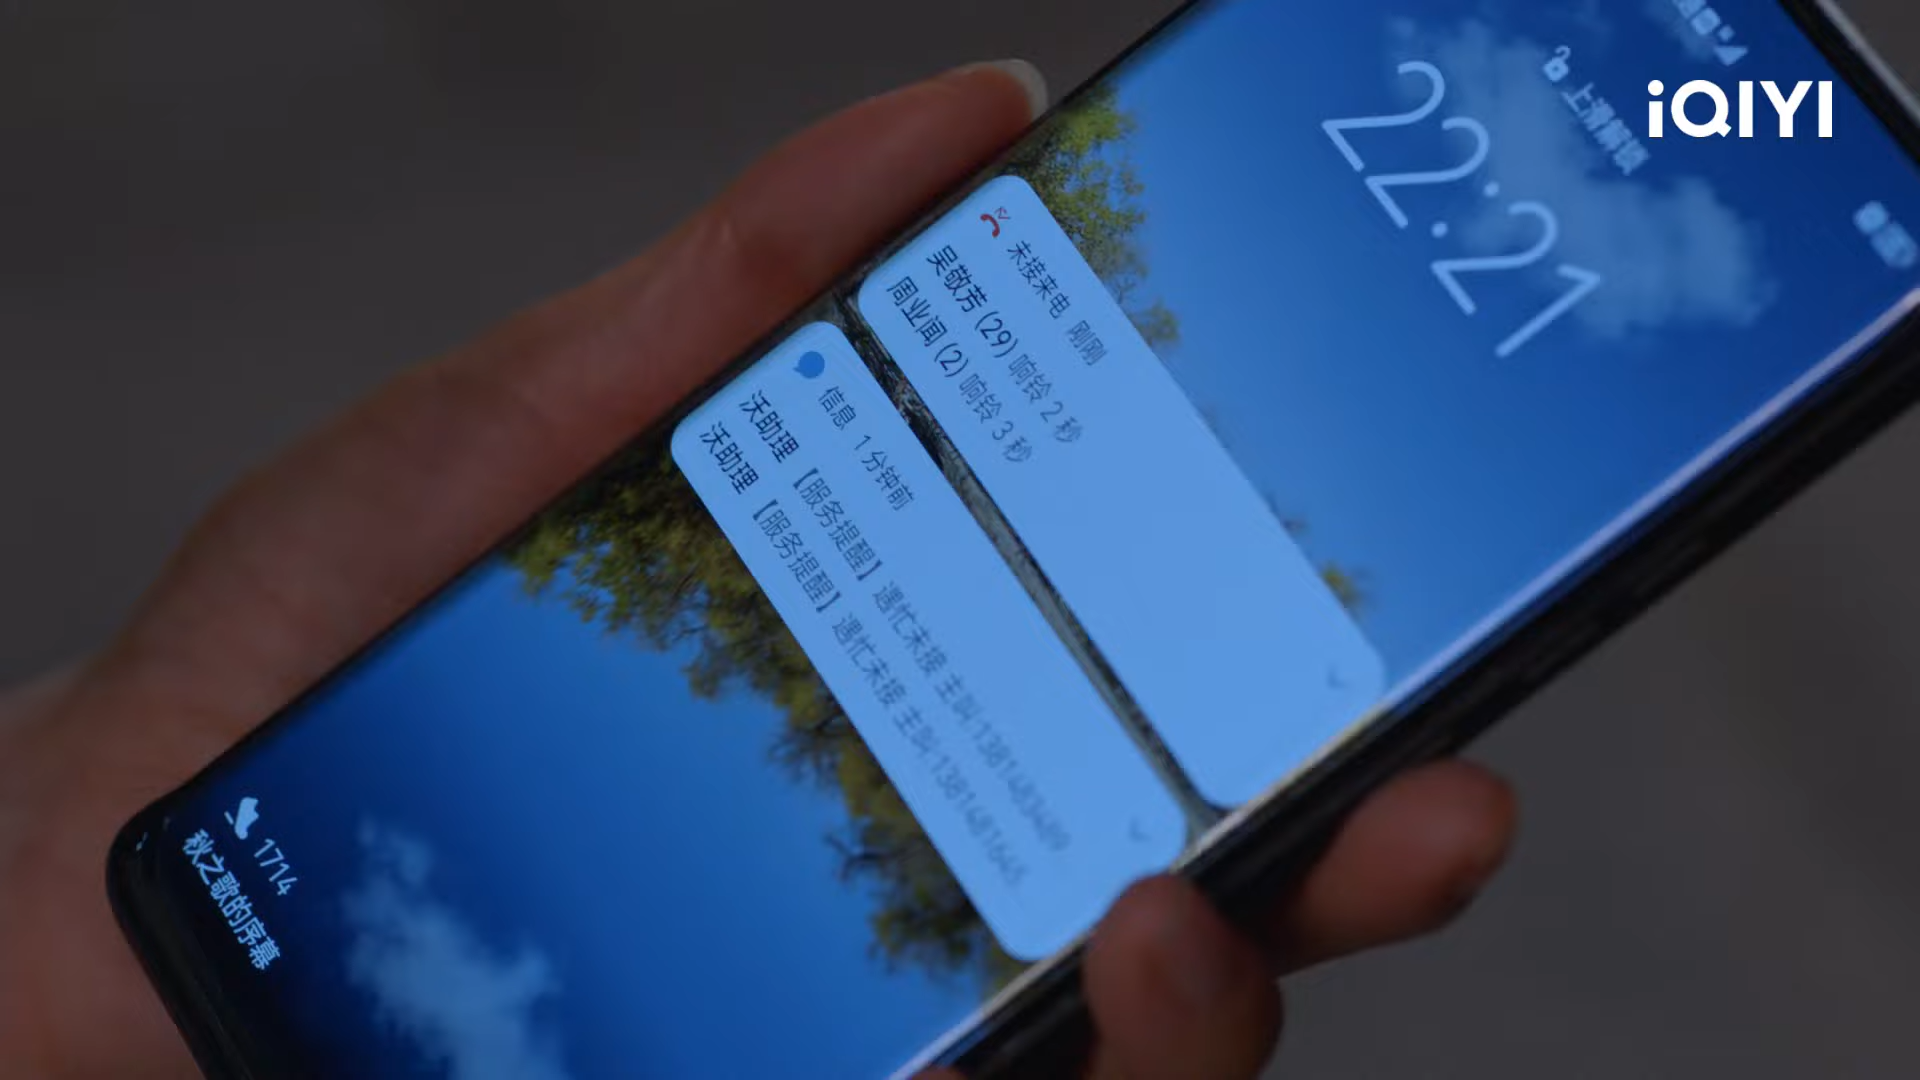 iQIYI
上滑解锁
22:21
未接来电 刚刚
吴敬芳 (29) 响铃 2 秒
周业闻 (2) 响铃 3 秒
信息 1 分钟前
沃助理 【服务提醒】遇忙未接 主叫
沃助理 【服务提醒】遇忙未接 主叫
1714
秋之歌的序幕